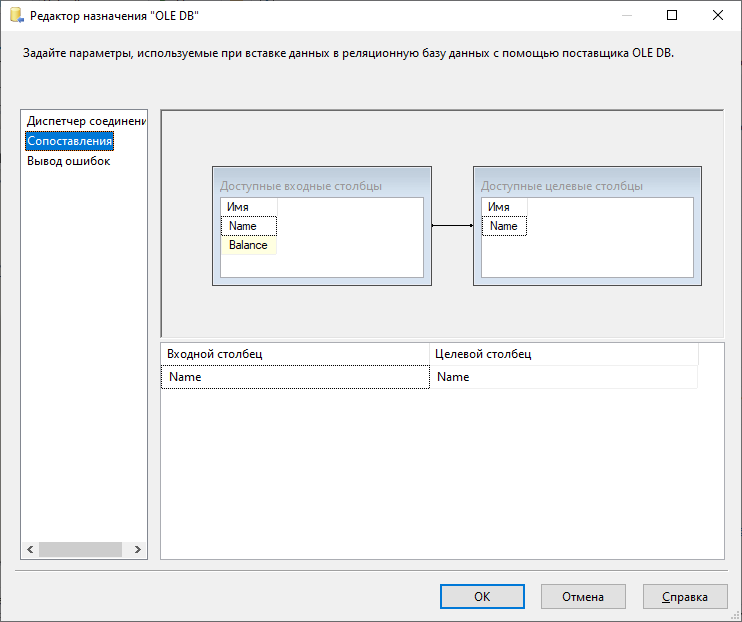 Редактор назначения "OLE DB"
Задайте параметры, используемые при вставке данных в реляционную базу данных с помощью поставщика OLE DB.
Диспетчер соединени
Сопоставления
Вывод ошибок
Доступные входные столбцы
Имя
Name
Balance
Доступные целевые столбцы
Имя
Name
Входной столбец Целевой столбец
Name Name
ОК Отмена Справка